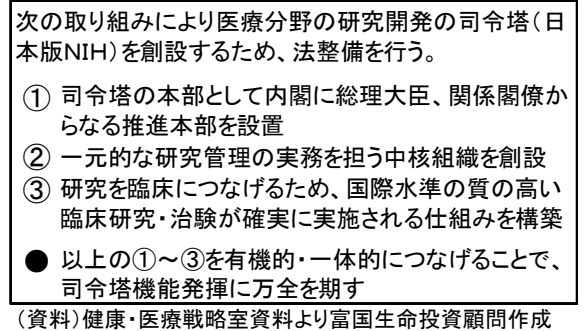 次の取り組みにより医療分野の研究開発の司令塔（日
本版NIH）を創設するため、法整備を行う。
① 司令塔の本部として内閣に総理大臣、関係閣僚か
らなる推進本部を設置
② 一元的な研究管理の実務を担う中核組織を創設
③ 研究を臨床につなげるため、国際水準の質の高い
臨床研究・治験が確実に実施される仕組みを構築
● 以上の①～③を有機的・一体的につなげることで、
司令塔機能発揮に万全を期す
（資料）健康・医療戦略室資料より富国生命投資顧問作成